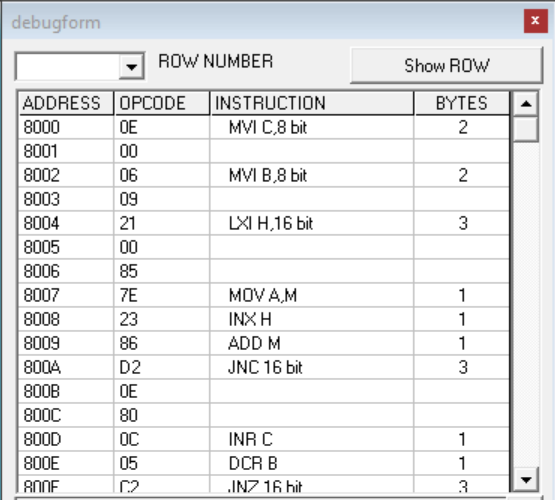 debugform
x
ROW NUMBER
Show ROW
ADDRESS OPCODE INSTRUCTION BYTES
8000 0E MVI C,8 bit 2
8001 00
8002 06 MVI B,8 bit 2
8003 09
8004 21 LXI H,16 bit 3
8005 00
8006 85
8007 7E MOV A,M 1
8008 23 INX H 1
8009 86 ADD M 1
800A D2 JNC 16 bit 3
800B 0E
800C 80
800D 0C INR C 1
800E 05 DCR B 1
800F C2 JNZ 16 bit 3